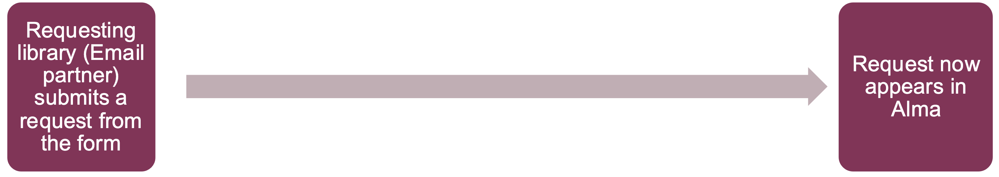 Requesting
library (Email
partner)
submits a
request from
the form
Request now
appears in
Alma